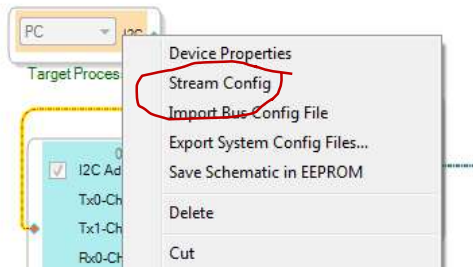 PC
I2C
Device Properties
Target Proces
Stream Config
Import Bus Config File
Export System Config Files...
I2C Ad
Save Schematic in EEPROM
Tx0-Ch
Delete
Tx1-Ch
Cut
Rx0-Ch